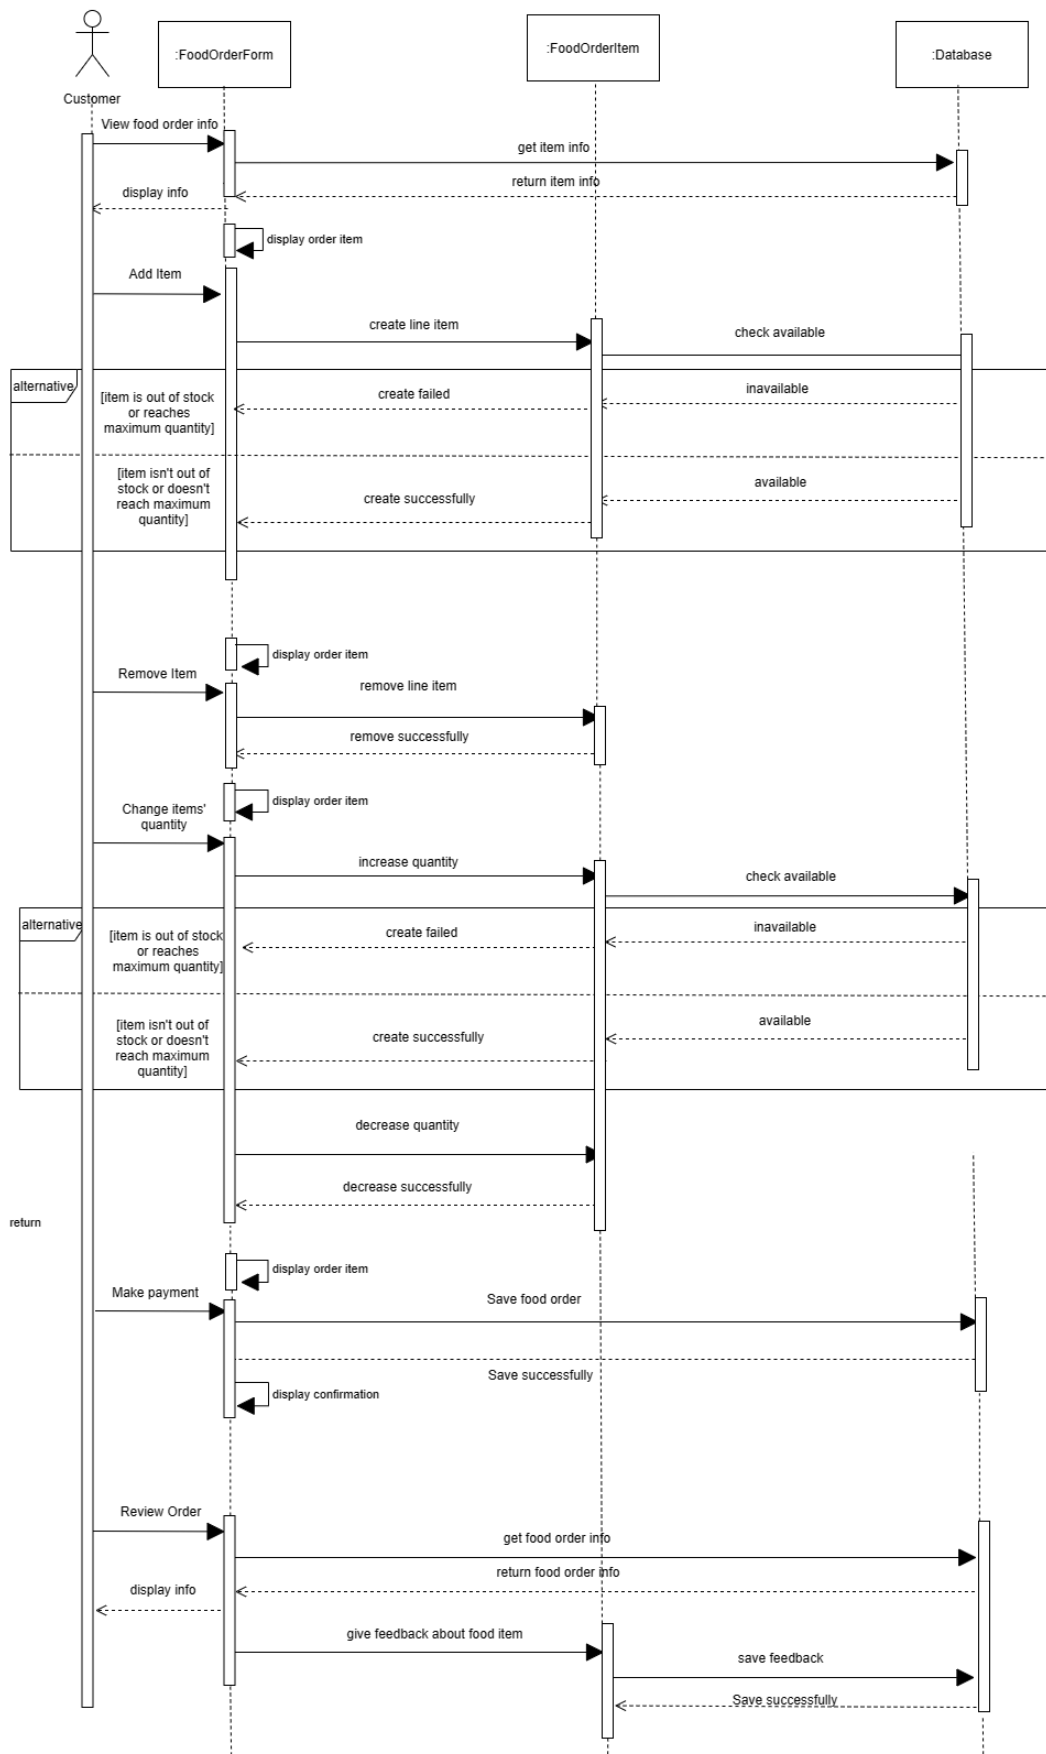 :FoodOrderForm
:FoodOrderItem
:Database
Customer
View food order info
get item info
return item info
display info
display order item
Add Item
create line item
check available
alternative
[item is out of stock
or reaches
maximum quantity]
create failed
inavailable
[item isn't out of
stock or doesn't
reach maximum
quantity]
create successfully
available
display order item
Remove Item
remove line item
remove successfully
display order item
Change items'
quantity
increase quantity
check available
alternative
[item is out of stock
or reaches
maximum quantity]
create failed
inavailable
[item isn't out of
stock or doesn't
reach maximum
quantity]
create successfully
available
decrease quantity
decrease successfully
return
display order item
Make payment
Save food order
Save successfully
display confirmation
Review Order
get food order info
return food order info
display info
give feedback about food item
save feedback
Save successfully